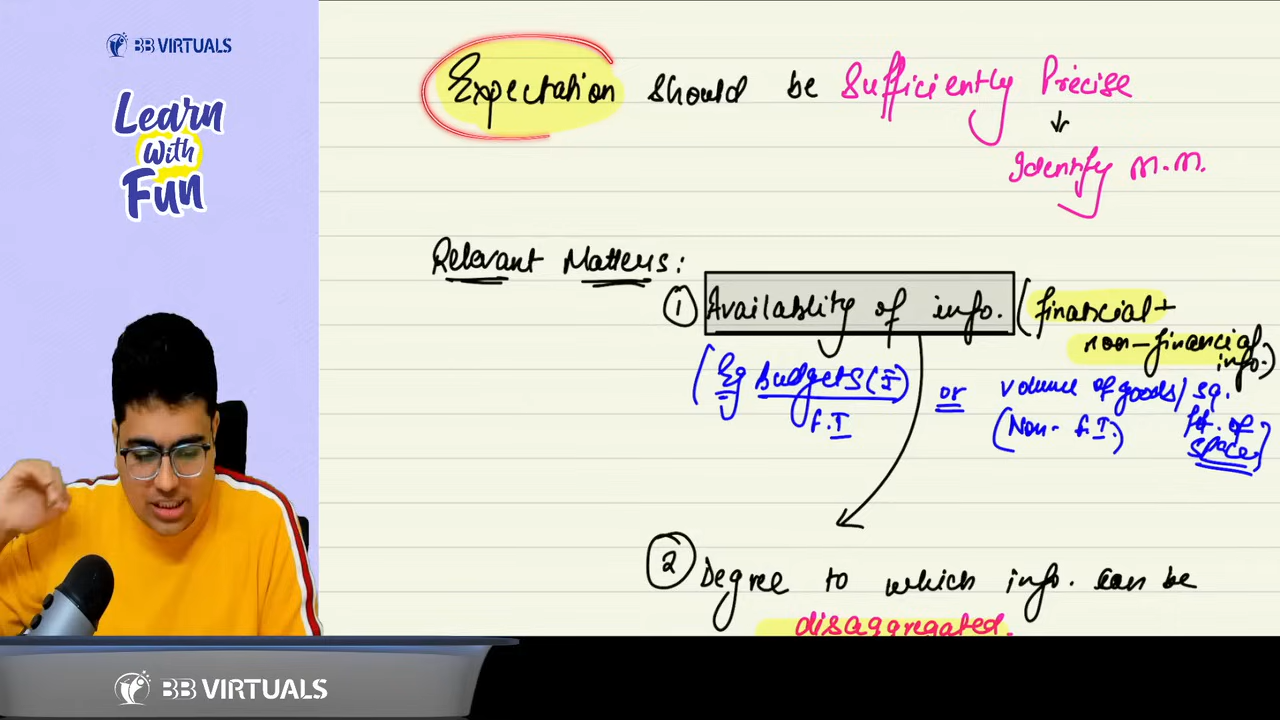 BB VIRTUALS
Learn
With
Fun
Expectation should be Sufficiently Precise
Identify M.M.
Relevant Matters:
① Availablity of info. (financial +
non-financial
info.)
(Eg Budgets(I) or volume of goods/ sq.
F.I (Non-f.I.) ft. of
space)
② Degree to which info. can be
disaggregated.
BB VIRTUALS